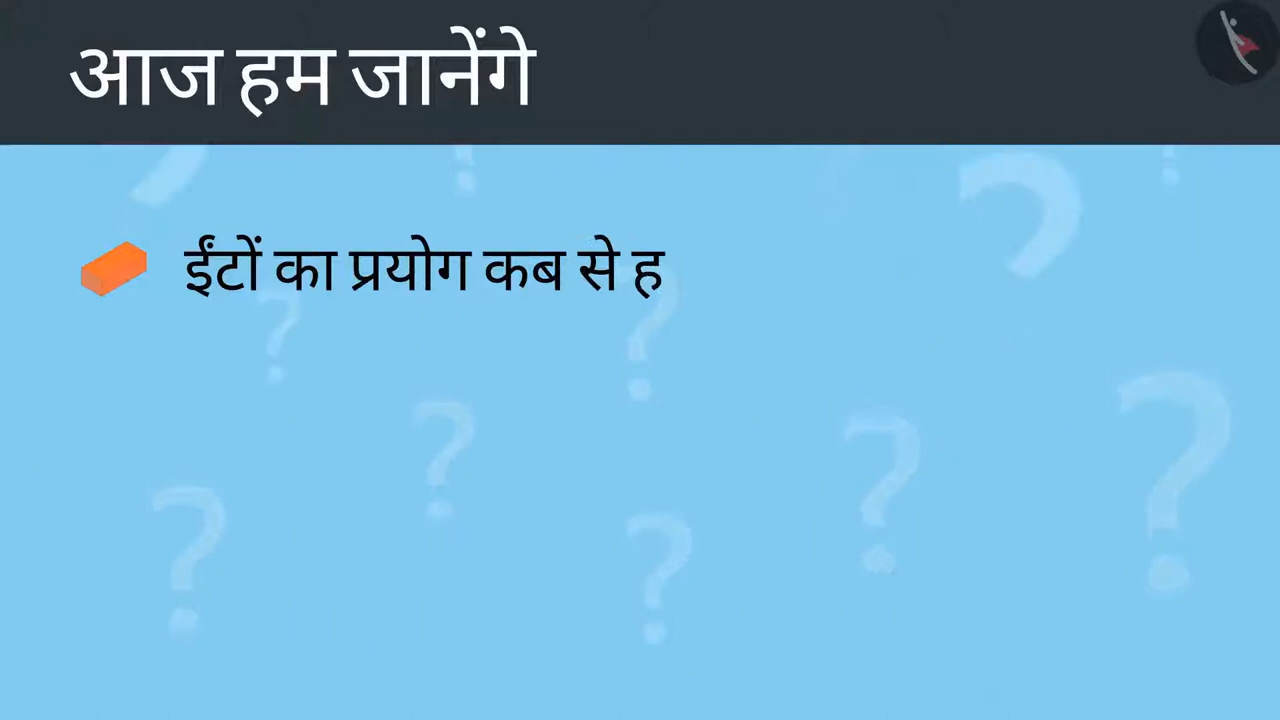 आज हम जानेंगे
ईंटों का प्रयोग कब से ह